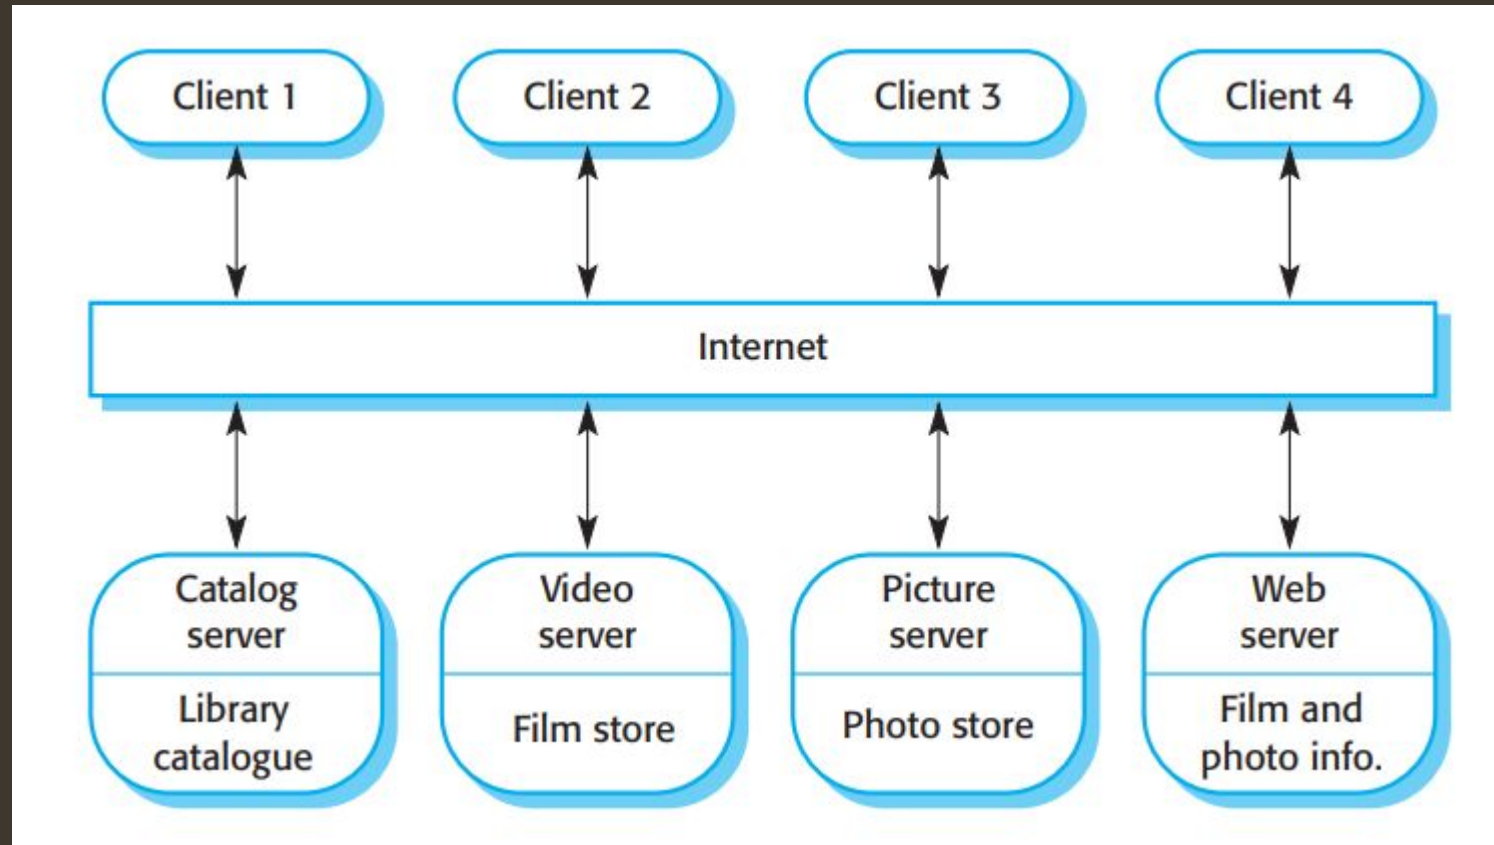 Client 1
Client 2
Client 3
Client 4
Internet
Catalog
server
Library
catalogue
Video
server
Film store
Picture
server
Photo store
Web
server
Film and
photo info.